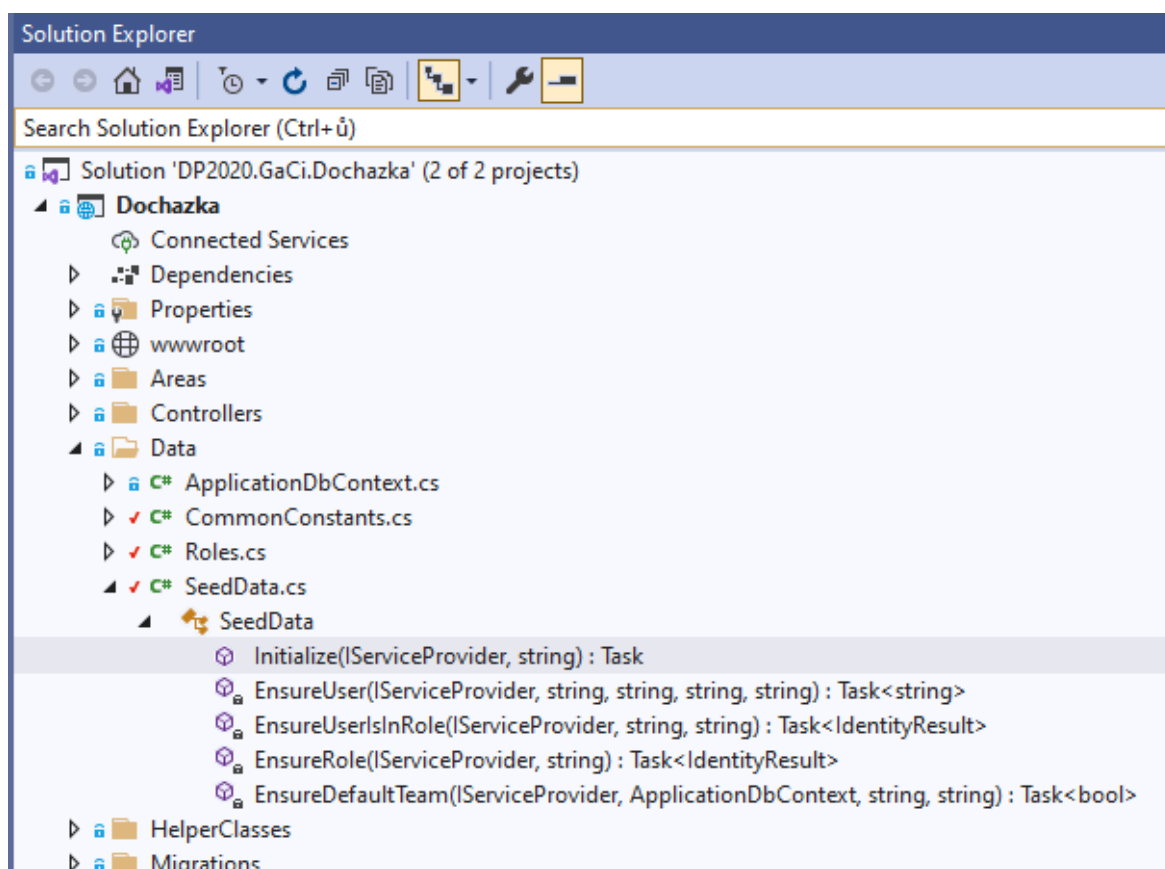 Solution Explorer
Search Solution Explorer (Ctrl+ů)
Solution 'DP2020.GaCi.Dochazka' (2 of 2 projects)
Dochazka
Connected Services
Dependencies
Properties
wwwroot
Areas
Controllers
Data
C# ApplicationDbContext.cs
C# CommonConstants.cs
C# Roles.cs
C# SeedData.cs
SeedData
Initialize(IServiceProvider, string) : Task
EnsureUser(IServiceProvider, string, string, string, string) : Task<string>
EnsureUserIsInRole(IServiceProvider, string, string) : Task<IdentityResult>
EnsureRole(IServiceProvider, string) : Task<IdentityResult>
EnsureDefaultTeam(IServiceProvider, ApplicationDbContext, string, string) : Task<bool>
HelperClasses
Migrations